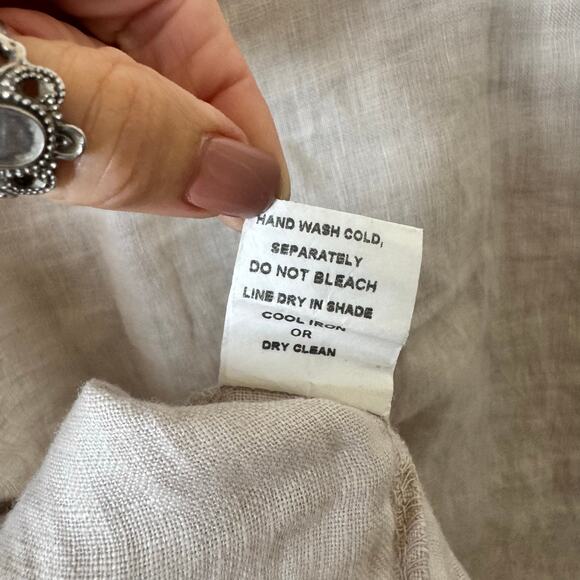 HAND WASH COLD,
SEPARATELY
DO NOT BLEACH
LINE DRY IN SHADE
COOL IRON
OR
DRY CLEAN